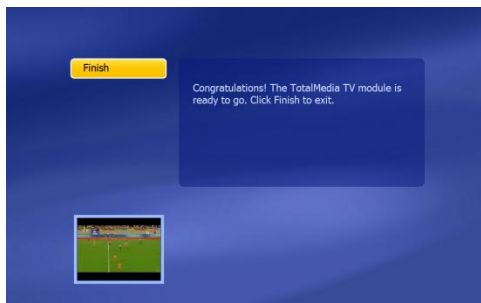 Finish
Congratulations! The TotalMedia TV module is
ready to go. Click Finish to exit.